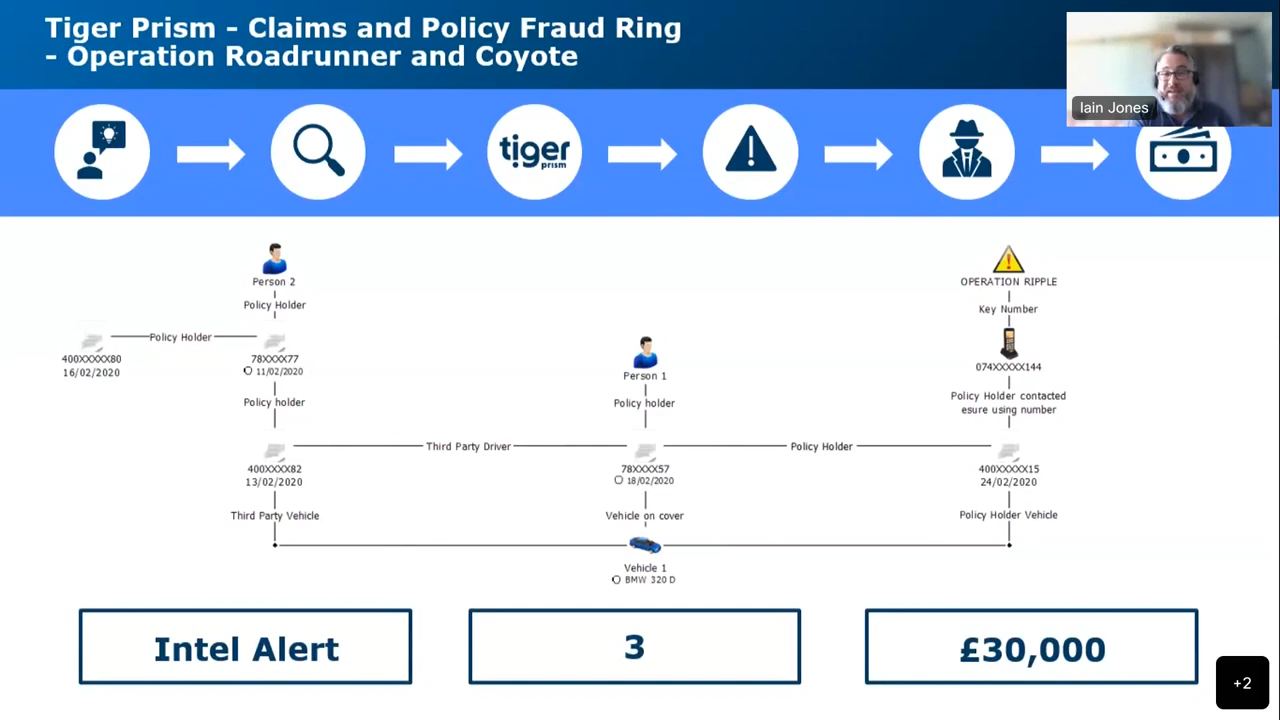 Tiger Prism - Claims and Policy Fraud Ring
- Operation Roadrunner and Coyote
Iain Jones
tiger
prism
Person 2
OPERATION RIPPLE
Policy Holder
Key Number
Policy Holder
400XXXX80
16/02/2020
78XXXX77
11/02/2020
Person 1
074XXXXX144
Policy holder
Policy holder
Policy Holder contacted
esure using number
Third Party Driver
Policy Holder
400XXXX82
13/02/2020
78XXXX57
18/02/2020
400XXXXX15
24/02/2020
Third Party Vehicle
Vehicle on cover
Policy Holder Vehicle
Vehicle 1
BMW 320 D
Intel Alert
3
£30,000
+2